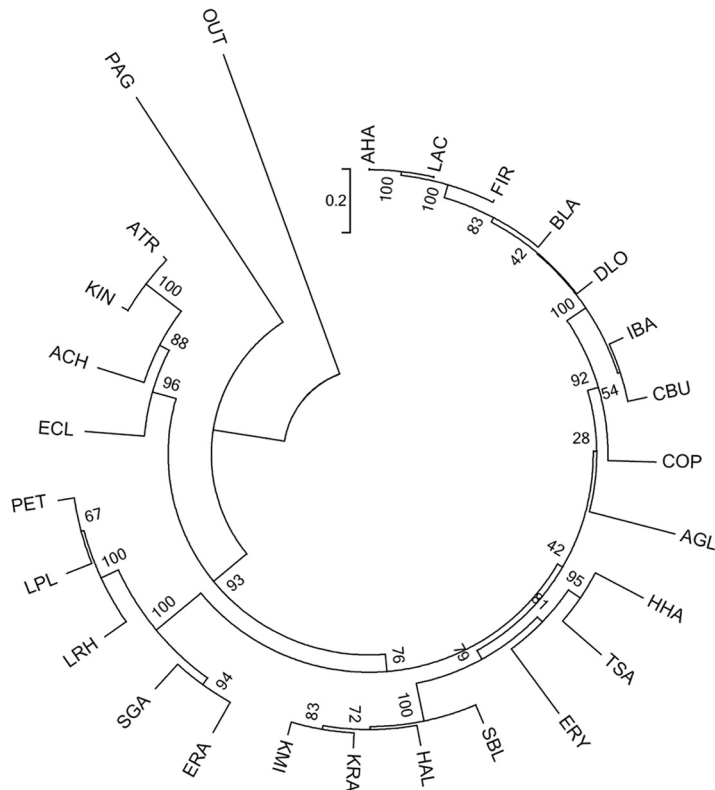 OUT
PAG
AHA
LAC
FIR
BLA
DLO
IBA
CBU
COP
AGL
HHA
TSA
ERY
SBL
HAL
KRA
KMI
ERA
SGA
LRH
LPL
PET
ECL
ACH
KIN
ATR
0.2
100
100
83
42
100
54
92
28
42
95
1
79
76
100
72
83
94
100
100
67
93
96
88
100